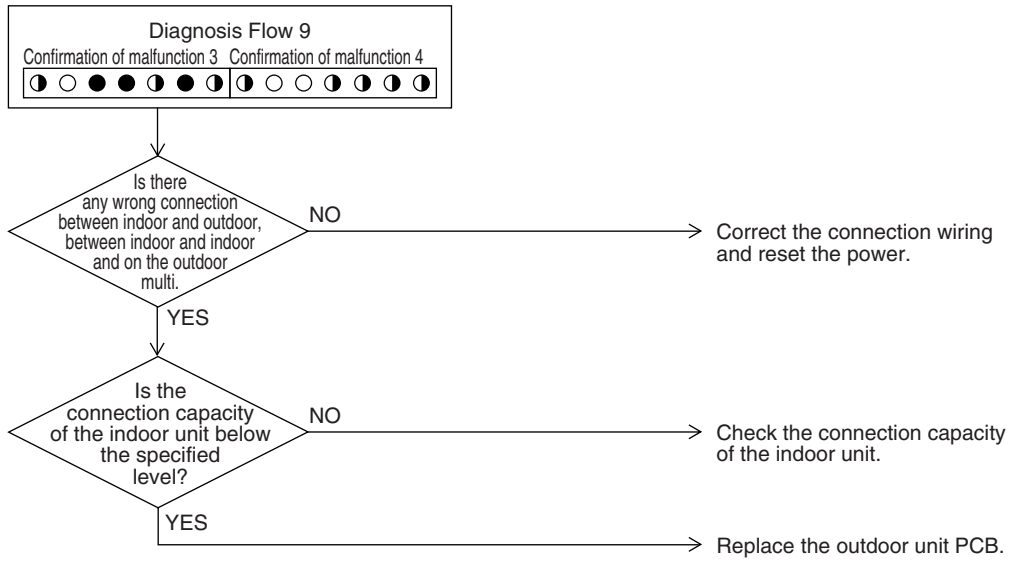 Diagnosis Flow 9
Confirmation of malfunction 3 Confirmation of malfunction 4
Is there
any wrong connection
between indoor and outdoor,
between indoor and indoor
and on the outdoor
multi.
NO
Correct the connection wiring
and reset the power.
YES
Is the
connection capacity
of the indoor unit below
the specified
level?
NO
Check the connection capacity
of the indoor unit.
YES
Replace the outdoor unit PCB.